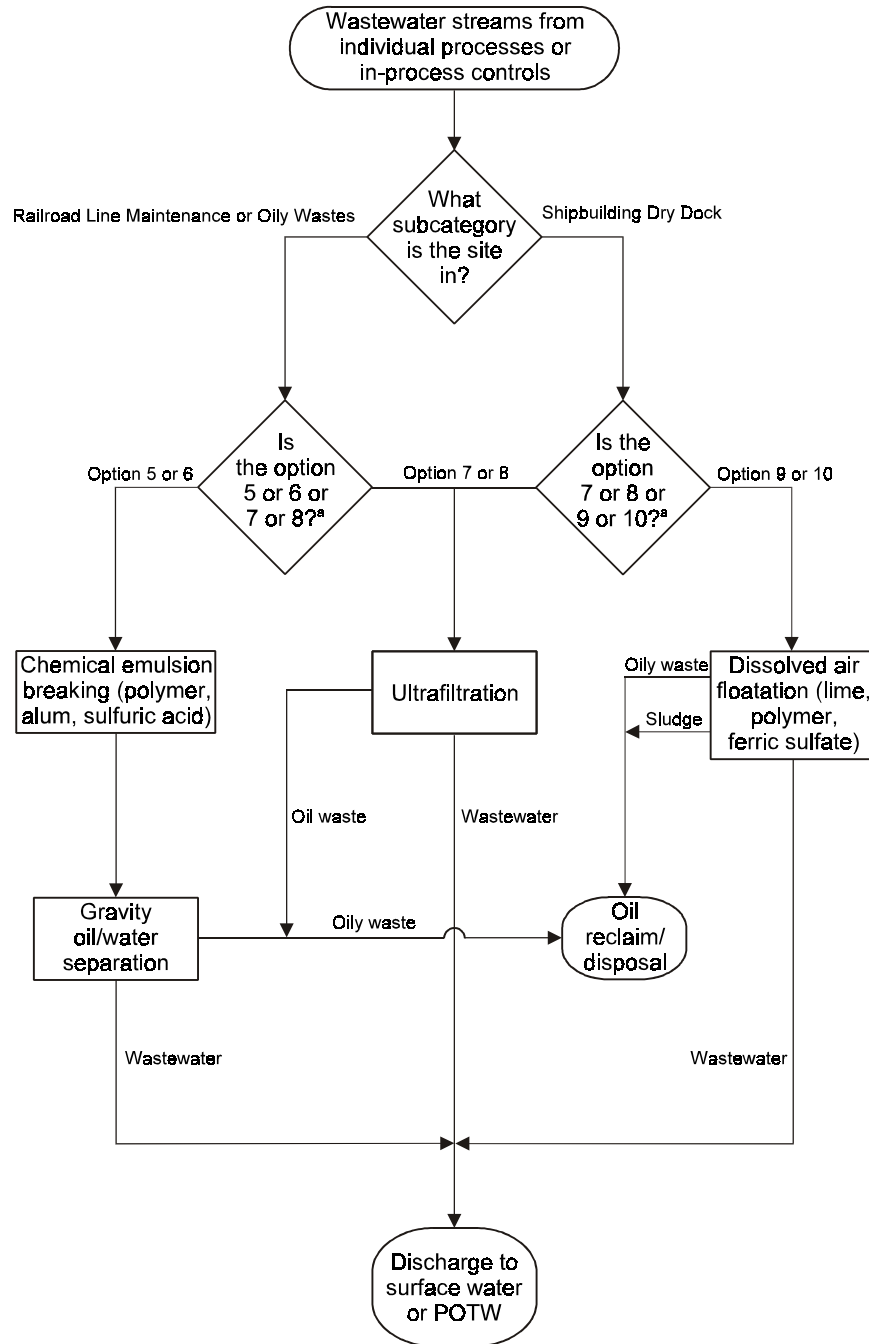 Wastewater streams from
individual processes or
in-process controls
What
subcategory
is the site
in?
Railroad Line Maintenance or Oily Wastes
Shipbuilding Dry Dock
Is
the option
5 or 6 or
7 or 8?ª
Is the
option
7 or 8 or
9 or 10?ª
Option 5 or 6
Option 7 or 8
Option 9 or 10
Chemical emulsion
breaking (polymer,
alum, sulfuric acid)
Ultrafiltration
Oily waste
Sludge
Dissolved air
floatation (lime,
polymer,
ferric sulfate)
Oil waste
Wastewater
Gravity
oil/water
separation
Oily waste
Oil
reclaim/
disposal
Wastewater
Wastewater
Discharge to
surface water
or POTW